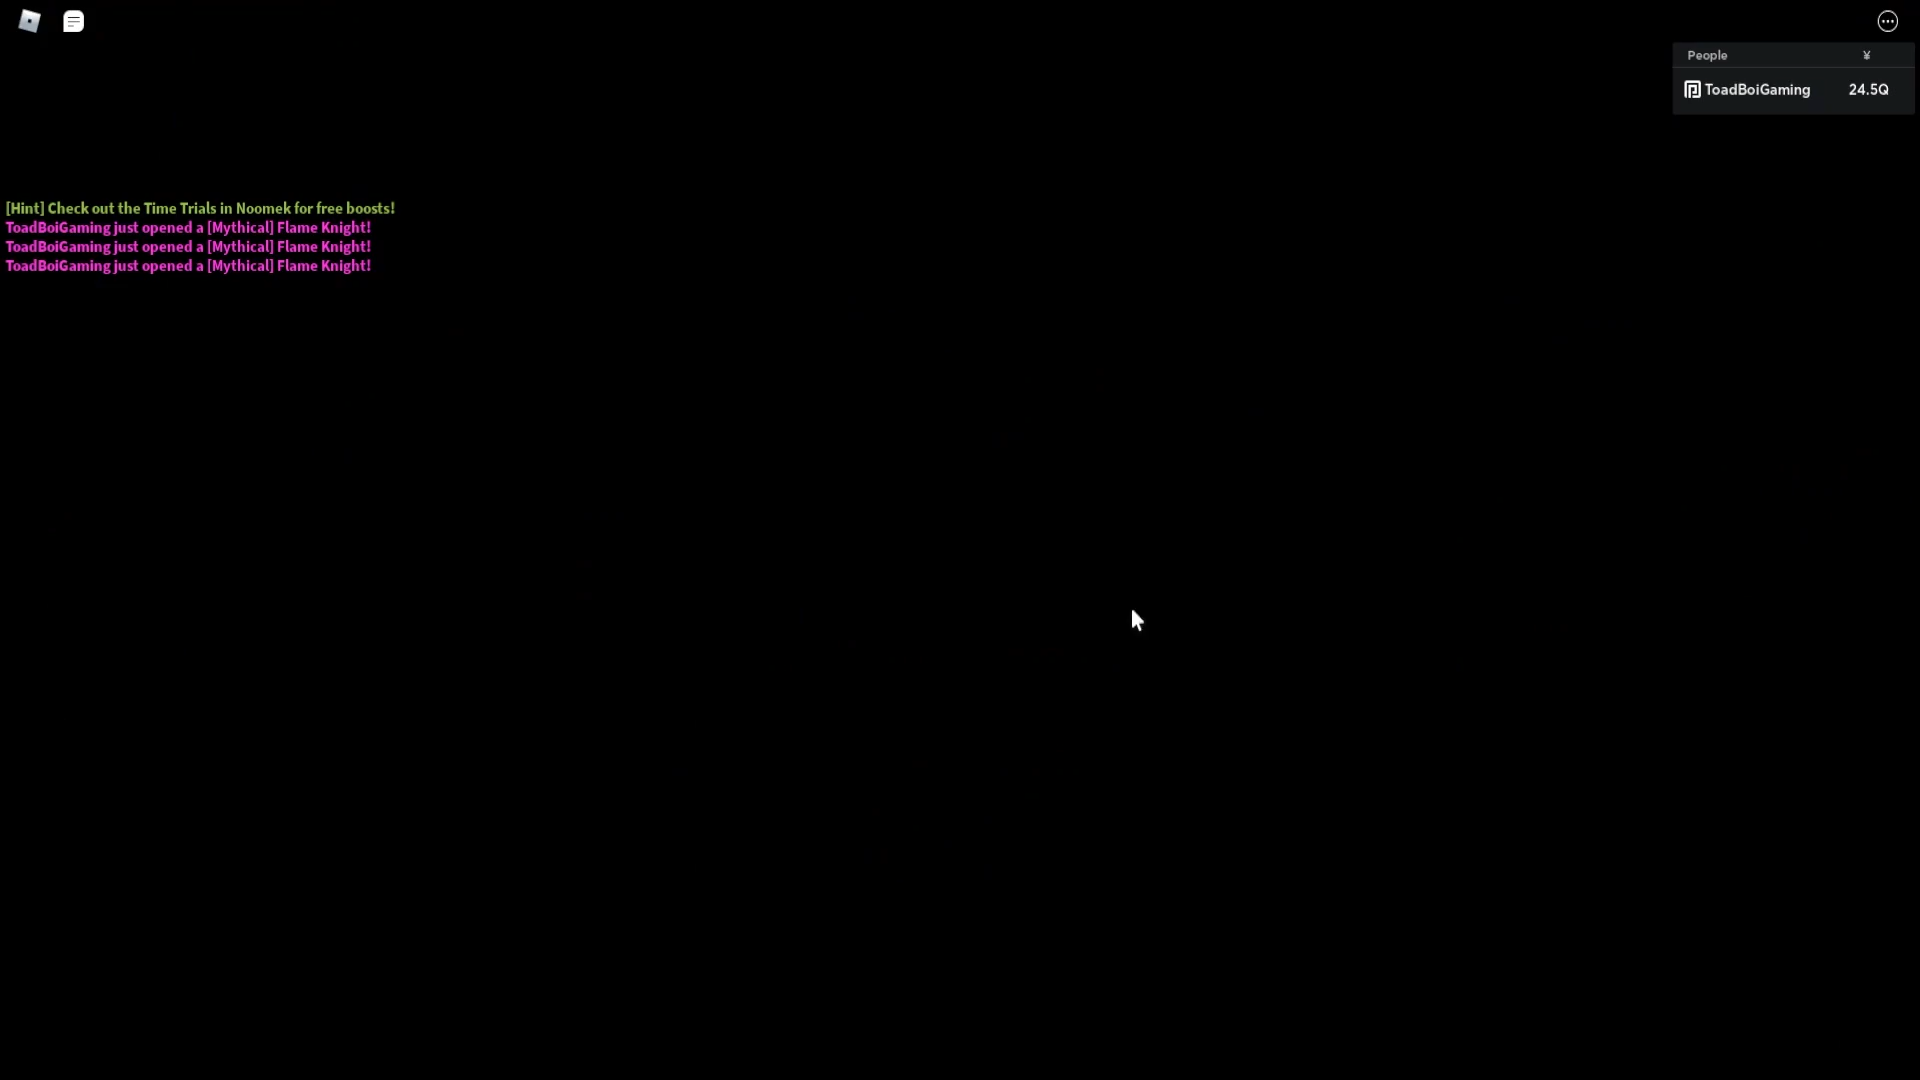 People ¥
ToadBoiGaming 24.5Q
[Hint] Check out the Time Trials in Noomek for free boosts!
ToadBoiGaming just opened a [Mythical] Flame Knight!
ToadBoiGaming just opened a [Mythical] Flame Knight!
ToadBoiGaming just opened a [Mythical] Flame Knight!